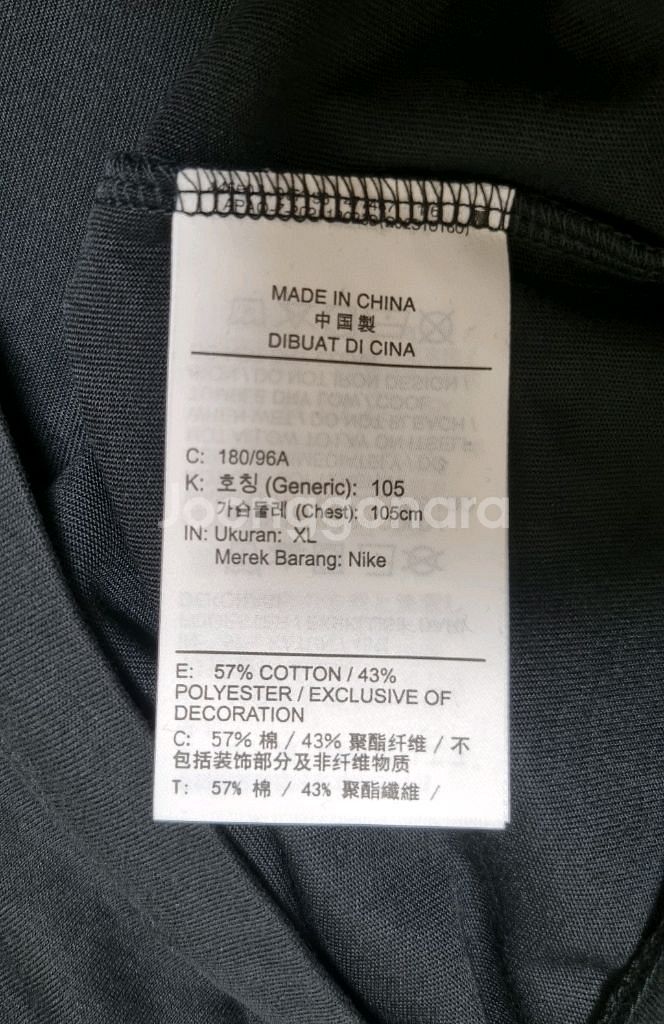 MADE IN CHINA
中国製
DIBUAT DI CINA
C: 180/96A
K: 호칭 (Generic): 105
가슴둘레 (Chest): 105cm
Joonggonara
IN: Ukuran: XL
Merek Barang: Nike
E: 57% COTTON / 43%
POLYESTER / EXCLUSIVE OF
DECORATION
C: 57% 棉 / 43% 聚酯纤维 / 不
包括装饰部分及非纤维物质
T: 57% 棉 / 43% 聚酯纖維 /